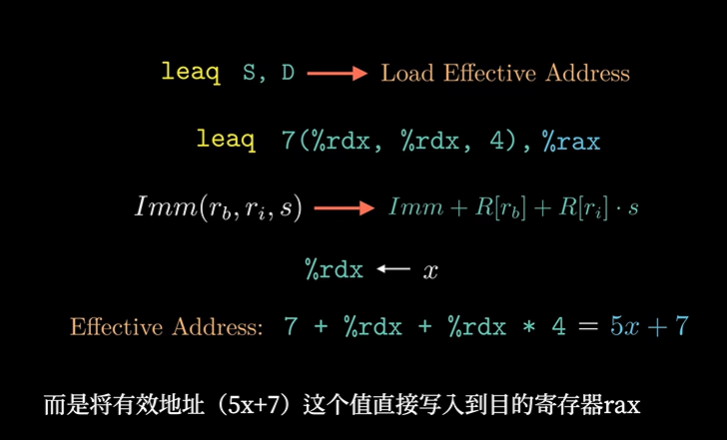 leaq S, D → Load Effective Address
leaq 7(%rdx, %rdx, 4), %rax
Imm(r_b, r_i, s) → Imm + R[r_b] + R[r_i] · s
%rdx ← x
Effective Address: 7 + %rdx + %rdx * 4 = 5x + 7
而是将有效地址（5x+7）这个值直接写入到目的寄存器rax